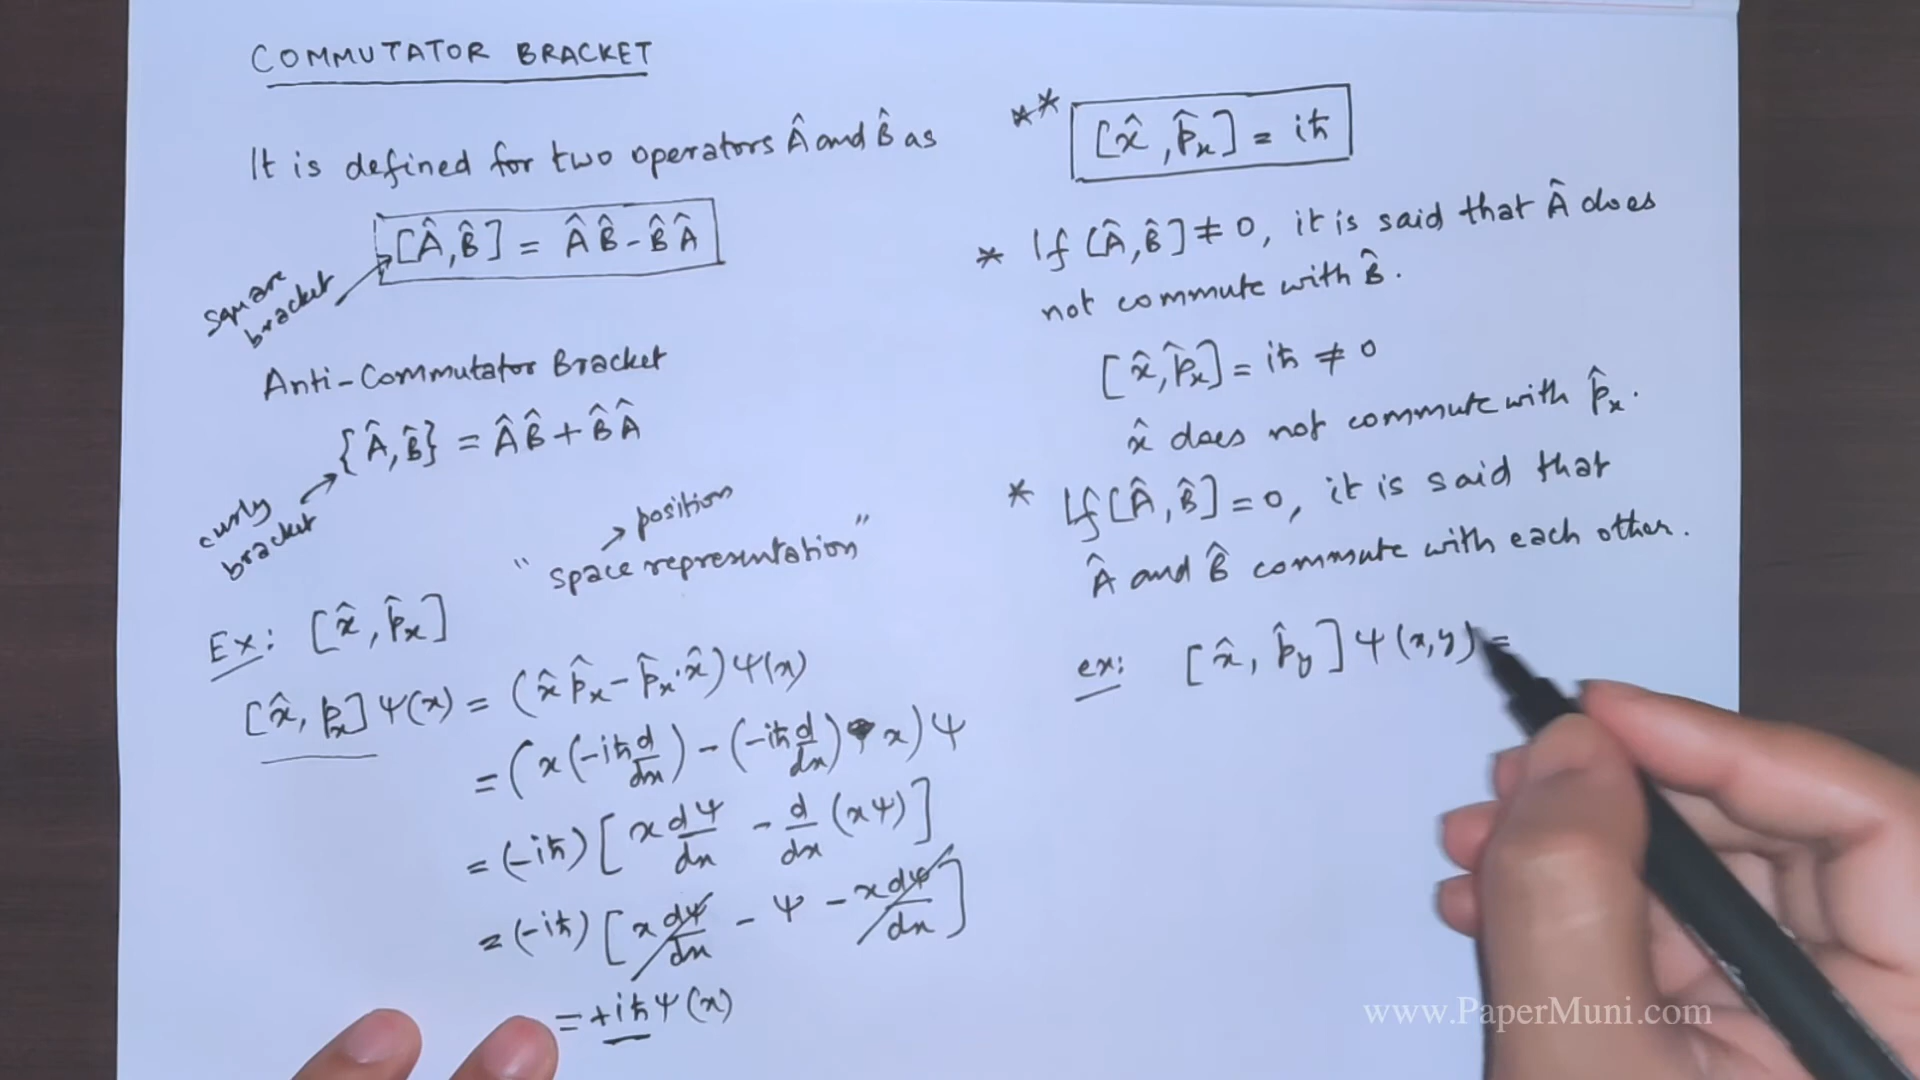 COMMUTATOR BRACKET
It is defined for two operators Â and B̂ as
[Â, B̂] = Â B̂ - B̂ Â
square
bracket
Anti-Commutator Bracket
{Â, B̂} = Â B̂ + B̂ Â
curly
bracket
position
"space representation"
Ex: [x̂, p̂x]
[x̂, px] ψ(x) = (x̂ p̂x - p̂x · x̂) ψ(x)
= (x(-iħ d/dx) - (-iħ d/dx) x) ψ
= (-iħ) [x dψ/dx - d/dx (xψ)]
= (-iħ) [x dψ/dx - ψ - x dψ/dx]
= +iħ ψ(x)
** [x̂, p̂x] = iħ
* If [Â, B̂] ≠ 0, it is said that Â does
not commute with B̂.
[x̂, p̂x] = iħ ≠ 0
x̂ does not commute with p̂x.
* If [Â, B̂] = 0, it is said that
Â and B̂ commute with each other.
ex: [x̂, p̂y] ψ(x,y) =
www.PaperMuni.com